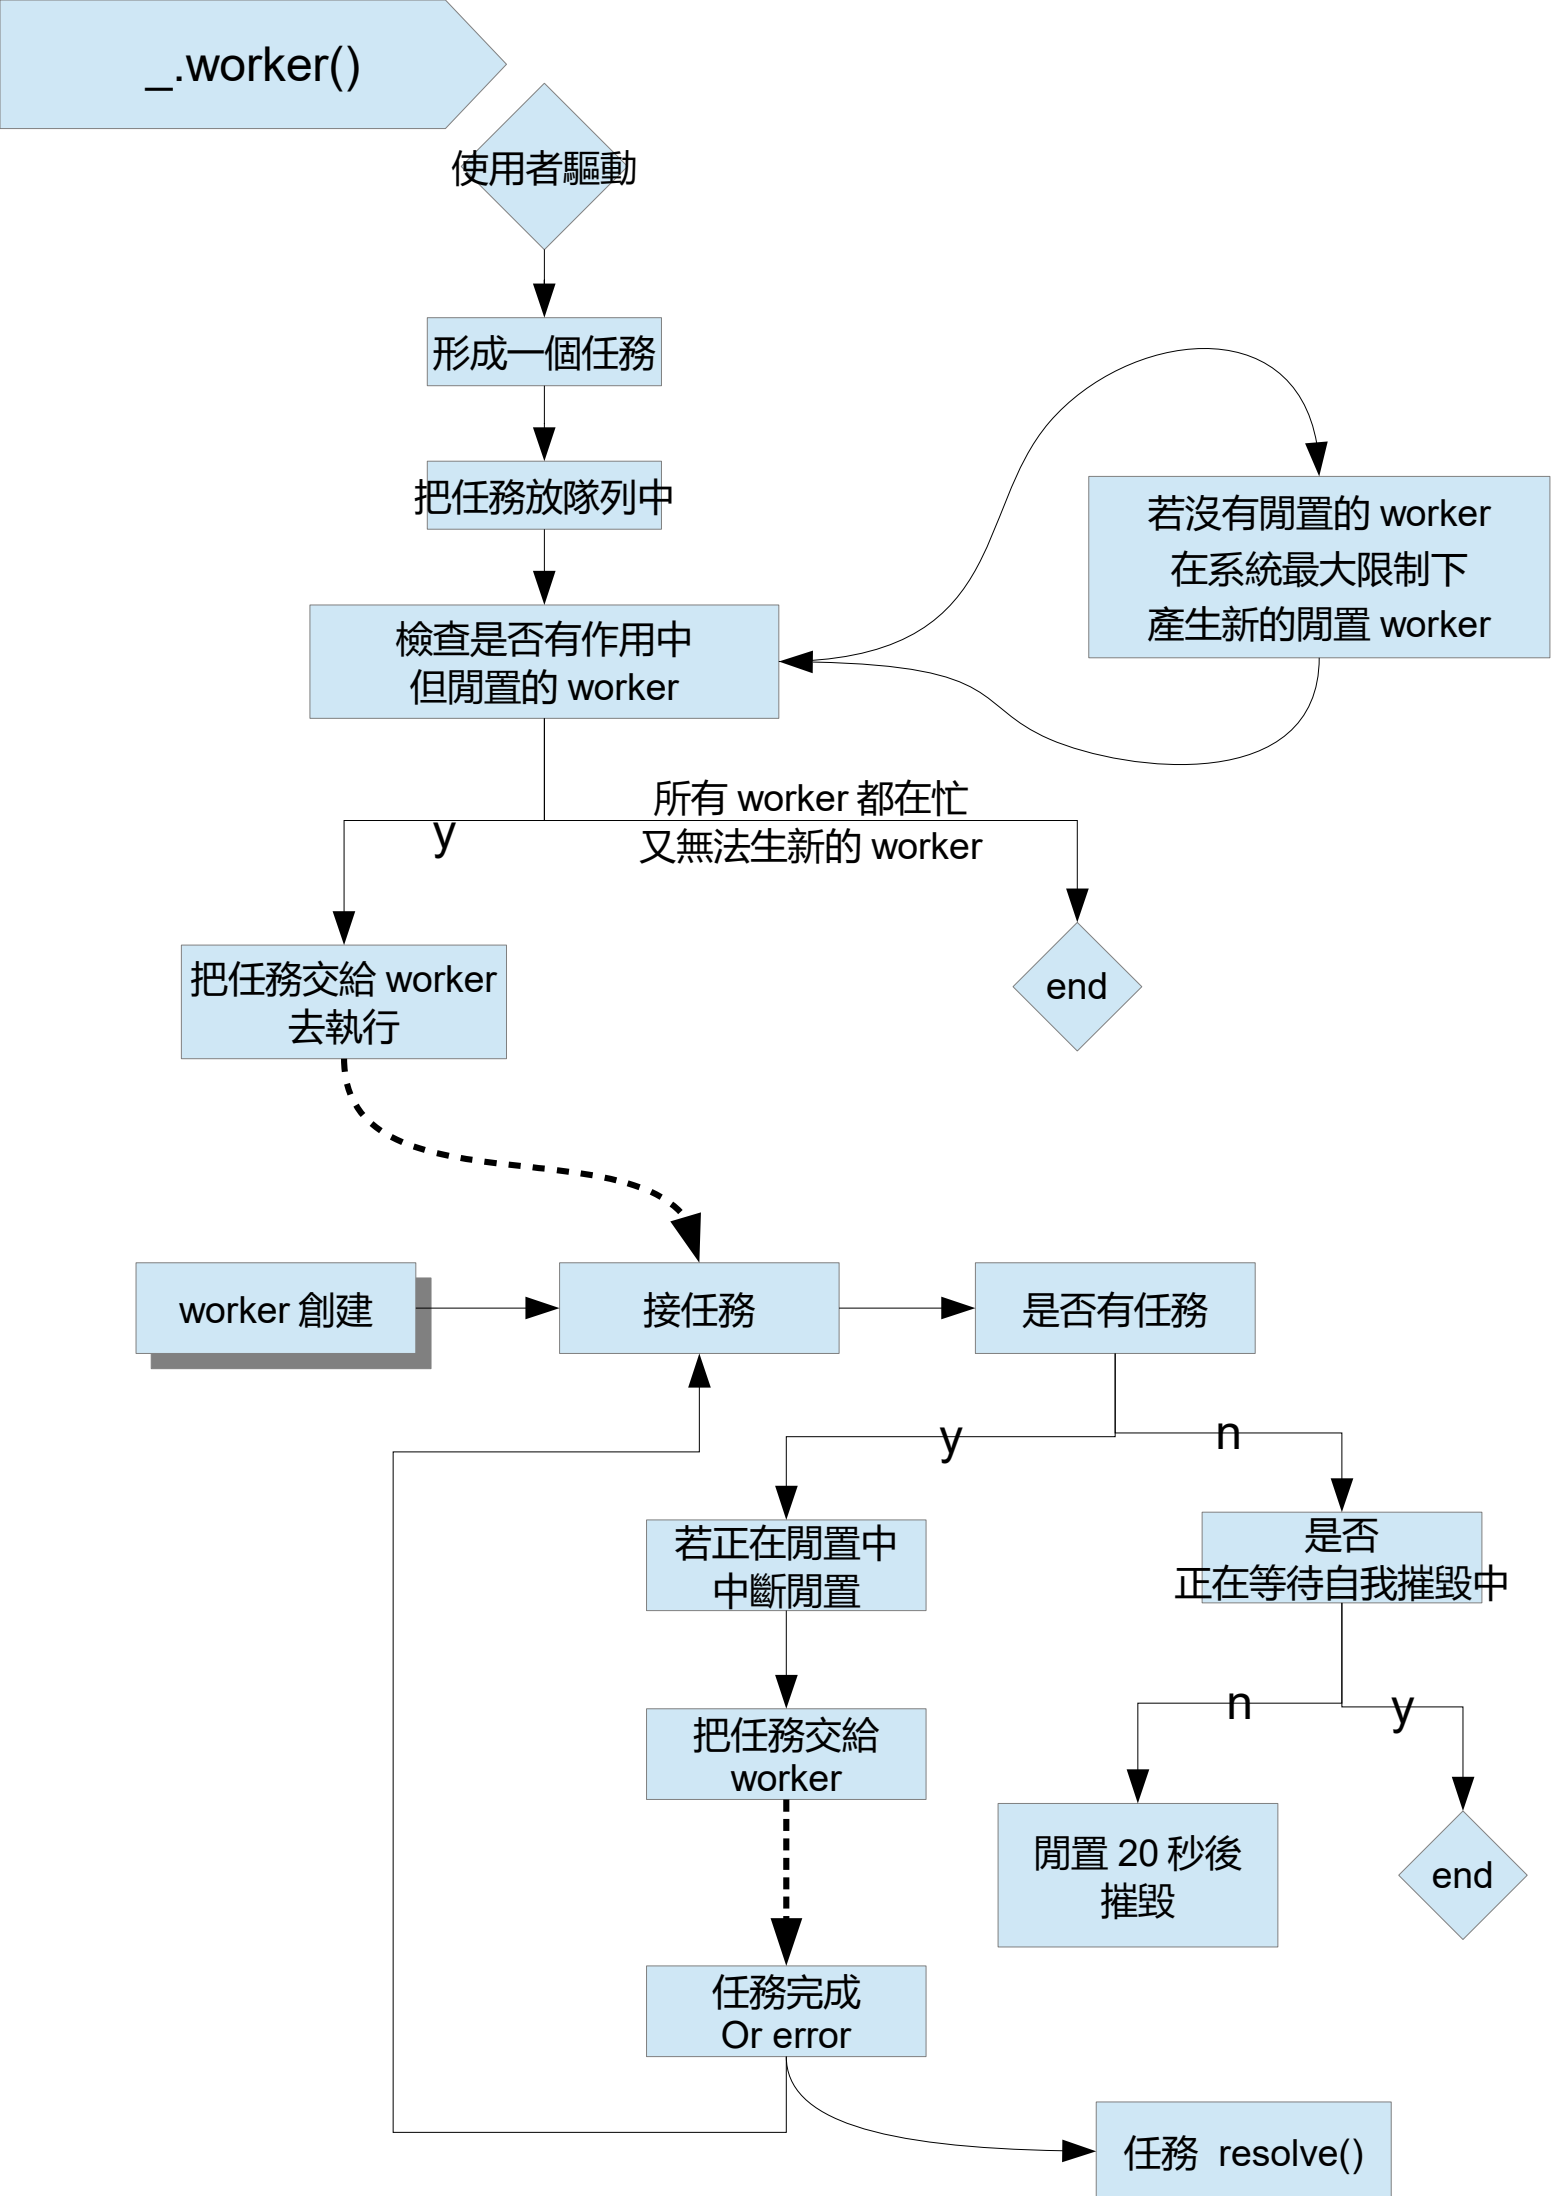 _.worker()
使用者驅動
形成一個任務
把任務放隊列中
若沒有閒置的 worker
在系統最大限制下
產生新的閒置 worker
檢查是否有作用中
但閒置的 worker
所有 worker 都在忙
又無法生新的 worker
y
把任務交給 worker
去執行
end
worker 創建
接任務
是否有任務
y
n
若正在閒置中
中斷閒置
是否
正在等待自我摧毀中
n
y
把任務交給
worker
閒置 20 秒後
摧毀
end
任務完成
Or error
任務  resolve()